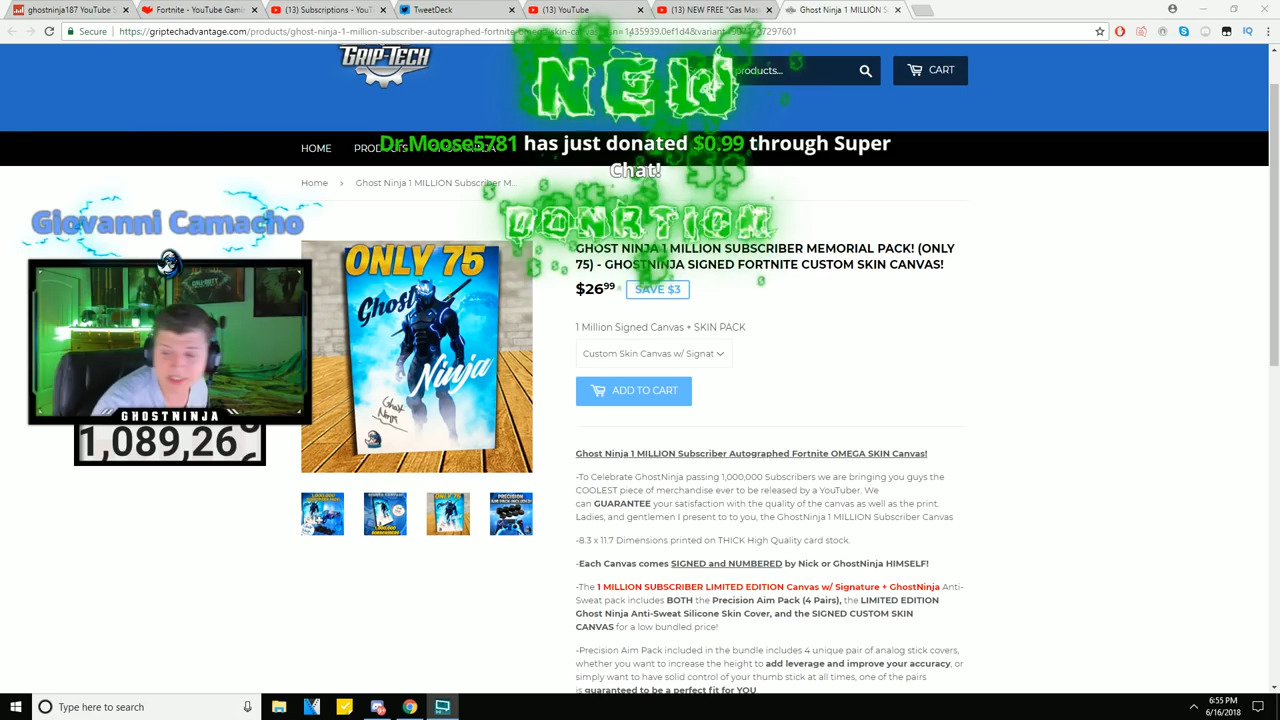 ghostninja187 YouTube S
Fortnite - YouTube Gami
(13) Subscriptions - YouT
TweetDeck
(13) YouTube
(13) NEW FREE "Gas Mas
Ghost Ninja 1 MILLION S
Secure
https://griptechadvantage.com/products/ghost-ninja-1-million-subscriber-autographed-fortnite
GRIP-TECH
NEW
products...
CART
Dr.Moose5781 has just donated $0.99 through Super
Chat!
HOME
PRODUCTS
Home › Ghost Ninja 1 MILLION Subscriber M...
DONATION
Giovanni Camacho
GHOST NINJA 1 MILLION SUBSCRIBER MEMORIAL PACK! (ONLY
75) - GHOSTNINJA SIGNED FORTNITE CUSTOM SKIN CANVAS!
$26.99
SAVE $3
ONLY 75
Ghost
Ninja
Ghost
Ninja
1 Million Signed Canvas + SKIN PACK
Custom Skin Canvas w/ Signat
ADD TO CART
GHOSTNINJA
1,089,26
Ghost Ninja 1 MILLION Subscriber Autographed Fortnite OMEGA SKIN Canvas!
-To Celebrate GhostNinja passing 1,000,000 Subscribers we are bringing you guys the
COOLEST piece of merchandise ever to be released by a YouTuber. We
can GUARANTEE your satisfaction with the quality of the canvas as well as the print.
Ladies, and gentlemen I present to to you, the GhostNinja 1 MILLION Subscriber Canvas
-8.3 x 11.7 Dimensions printed on THICK High Quality card stock.
-Each Canvas comes SIGNED and NUMBERED by Nick or GhostNinja HIMSELF!
-The 1 MILLION SUBSCRIBER LIMITED EDITION Canvas w/ Signature + GhostNinja Anti-
Sweat pack includes BOTH the Precision Aim Pack (4 Pairs), the LIMITED EDITION
Ghost Ninja Anti-Sweat Silicone Skin Cover, and the SIGNED CUSTOM SKIN
CANVAS for a low bundled price!
-Precision Aim Pack included in the bundle includes 4 unique pair of analog stick covers,
whether you want to increase the height to add leverage and improve your accuracy, or
simply want to have solid control of your thumb stick at all times, one of the pairs
is guaranteed to be a perfect fit for YOU
Type here to search
6:55 PM
6/16/2018